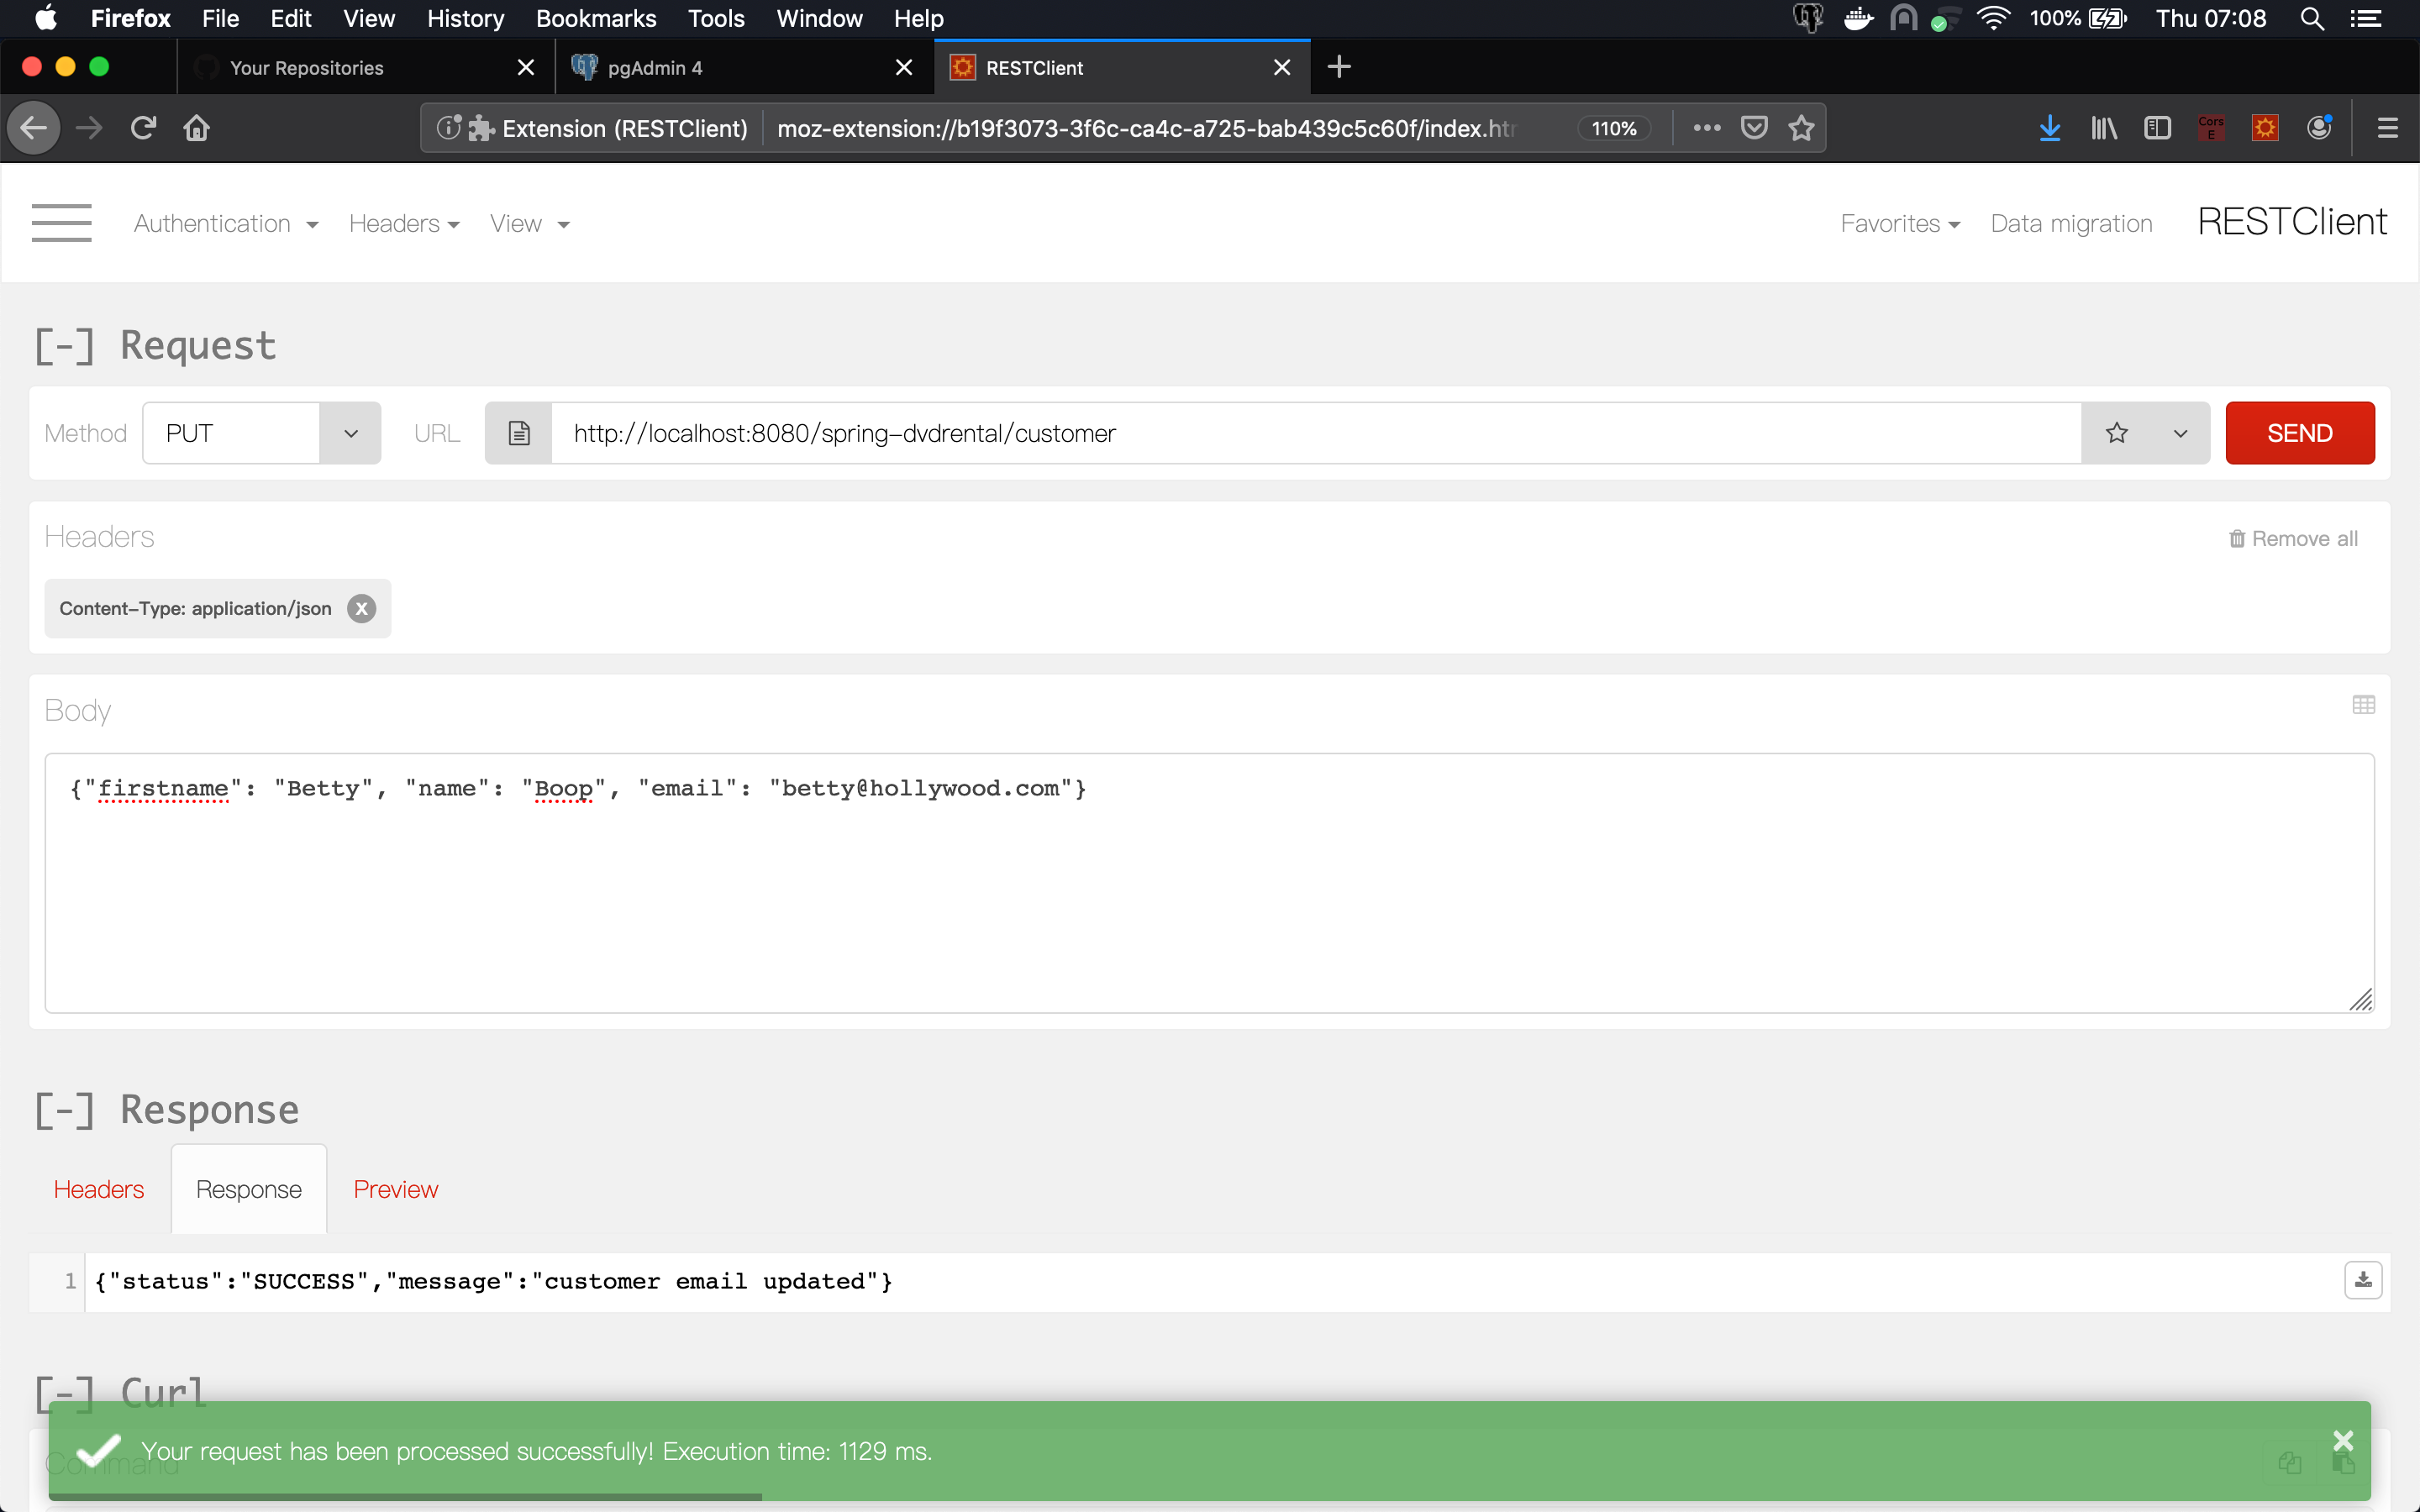 Firefox File Edit View History Bookmarks Tools Window Help 100% Thu 07:08
Your Repositories pgAdmin 4 RESTClient
Extension (RESTClient) moz-extension://b19f3073-3f6c-ca4c-a725-bab439c5c60f/index.htm 110% Cors E
Authentication Headers View Favorites Data migration RESTClient
[-] Request
Method PUT URL http://localhost:8080/spring-dvdrental/customer SEND
Headers Remove all
Content-Type: application/json x
Body
{"firstname": "Betty", "name": "Boop", "email": "betty@hollywood.com"}
[-] Response
Headers Response Preview
1 {"status":"SUCCESS","message":"customer email updated"}
[-] Curl
Command
Your request has been processed successfully! Execution time: 1129 ms.